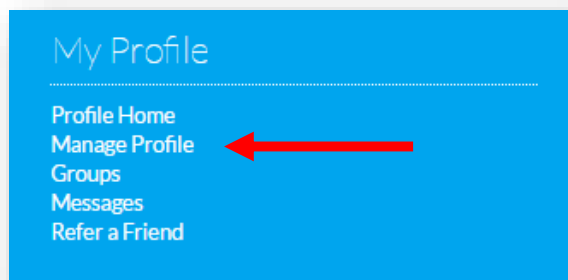 My Profile
Profile Home
Manage Profile
Groups
Messages
Refer a Friend